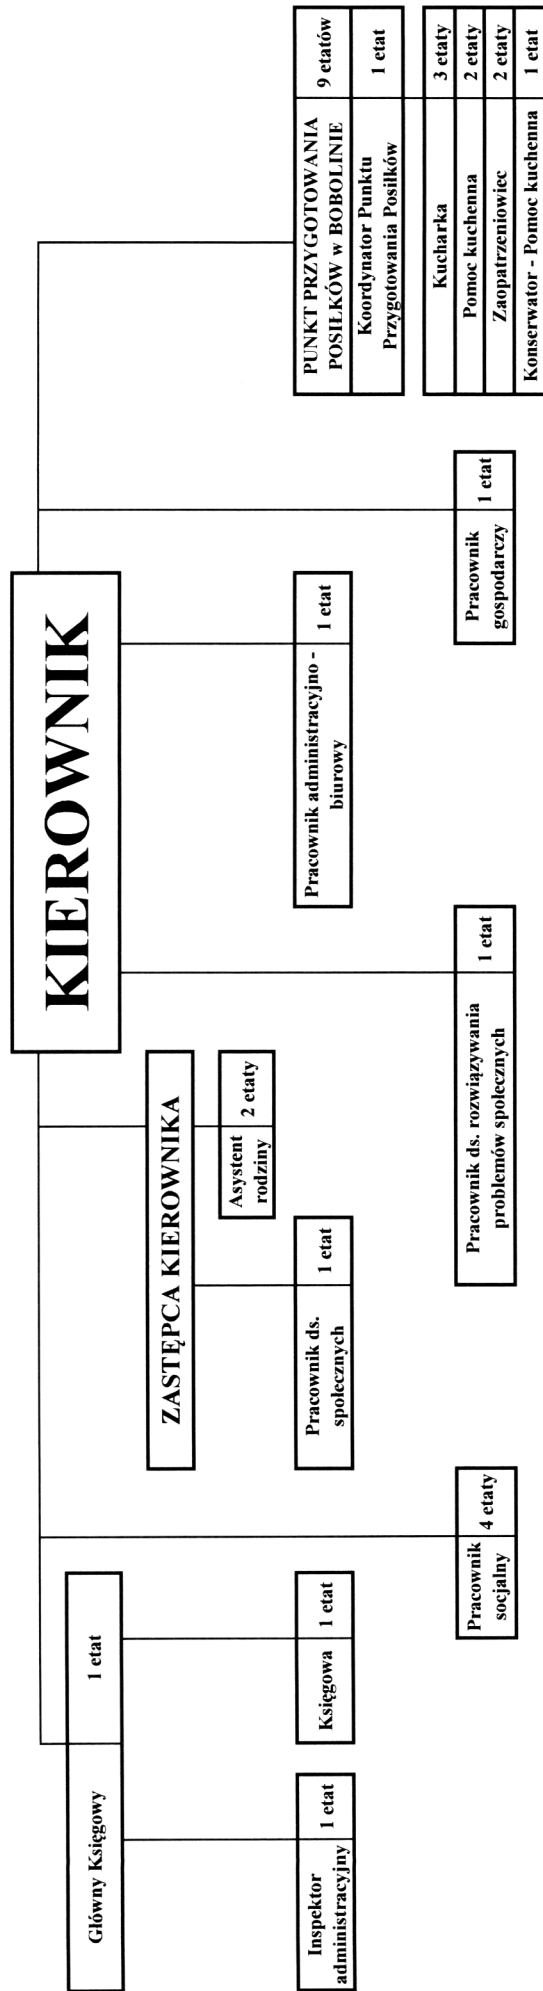 KIEROWNIK
Główny Księgowy
1 etat
Inspektor
administracyjny
1 etat
Księgowa
1 etat
Pracownik
socjalny
4 etaty
ZASTĘPCA KIEROWNIKA
Pracownik ds.
społecznych
1 etat
Asystent
rodziny
2 etaty
Pracownik ds. rozwiązywania
problemów społecznych
1 etat
Pracownik administracyjno -
biurowy
1 etat
Pracownik
gospodarczy
1 etat
PUNKT PRZYGOTOWANIA
POSIŁKÓW w BOBOLINIE
9 etatów
Koordynator Punktu
Przygotowania Posiłków
1 etat
Kucharka
3 etaty
Pomoc kuchenna
2 etaty
Zaopatrzeniowiec
2 etaty
Konserwator - Pomoc kuchenna
1 etat